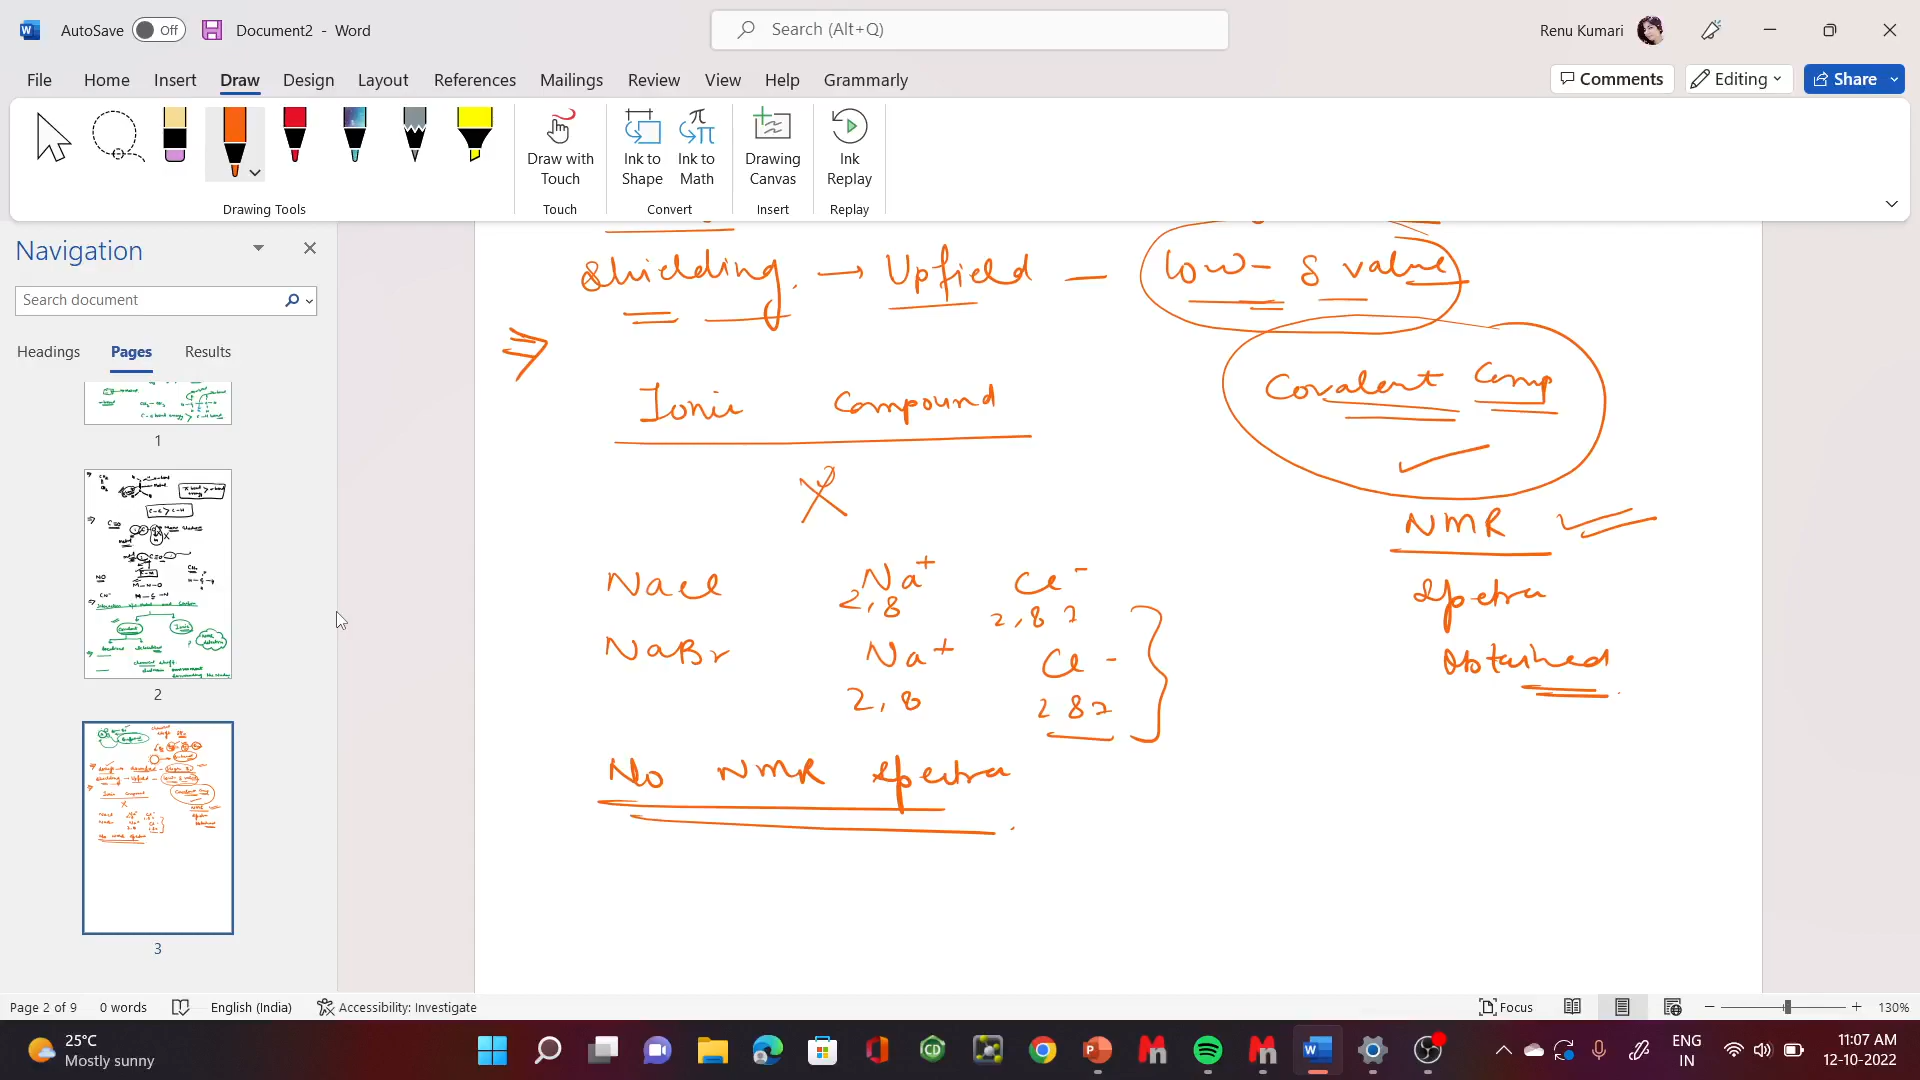 AutoSave Off Document2 - Word Search (Alt+Q) Renu Kumari
File Home Insert Draw Design Layout References Mailings Review View Help Grammarly Comments Editing Share
Draw with Touch
Ink to Shape
Ink to Math
Drawing Canvas
Ink Replay
Drawing Tools Touch Convert Insert Replay
Navigation
Search document
Headings Pages Results
1
2
3
shielding. → Upfield — low - δ value
⇒
Ionic Compound
Covalent Comp
X
NMR
Spectra
Obtained
NaCl Na+ Cl-
2,8 2,8 7
NaBr Na+ Cl-
2,8 2 8 7
No NMR Spectra
Page 2 of 9 0 words English (India) Accessibility: Investigate Focus 130%
25°C
Mostly sunny
ENG
IN
11:07 AM
12-10-2022